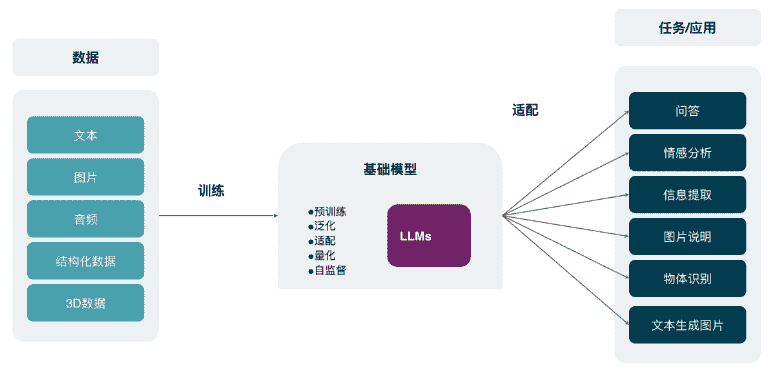 数据
文本
图片
音频
结构化数据
3D数据
训练
基础模型
●预训练
●泛化
●适配
●量化
●自监督
LLMs
适配
任务/应用
问答
情感分析
信息提取
图片说明
物体识别
文本生成图片